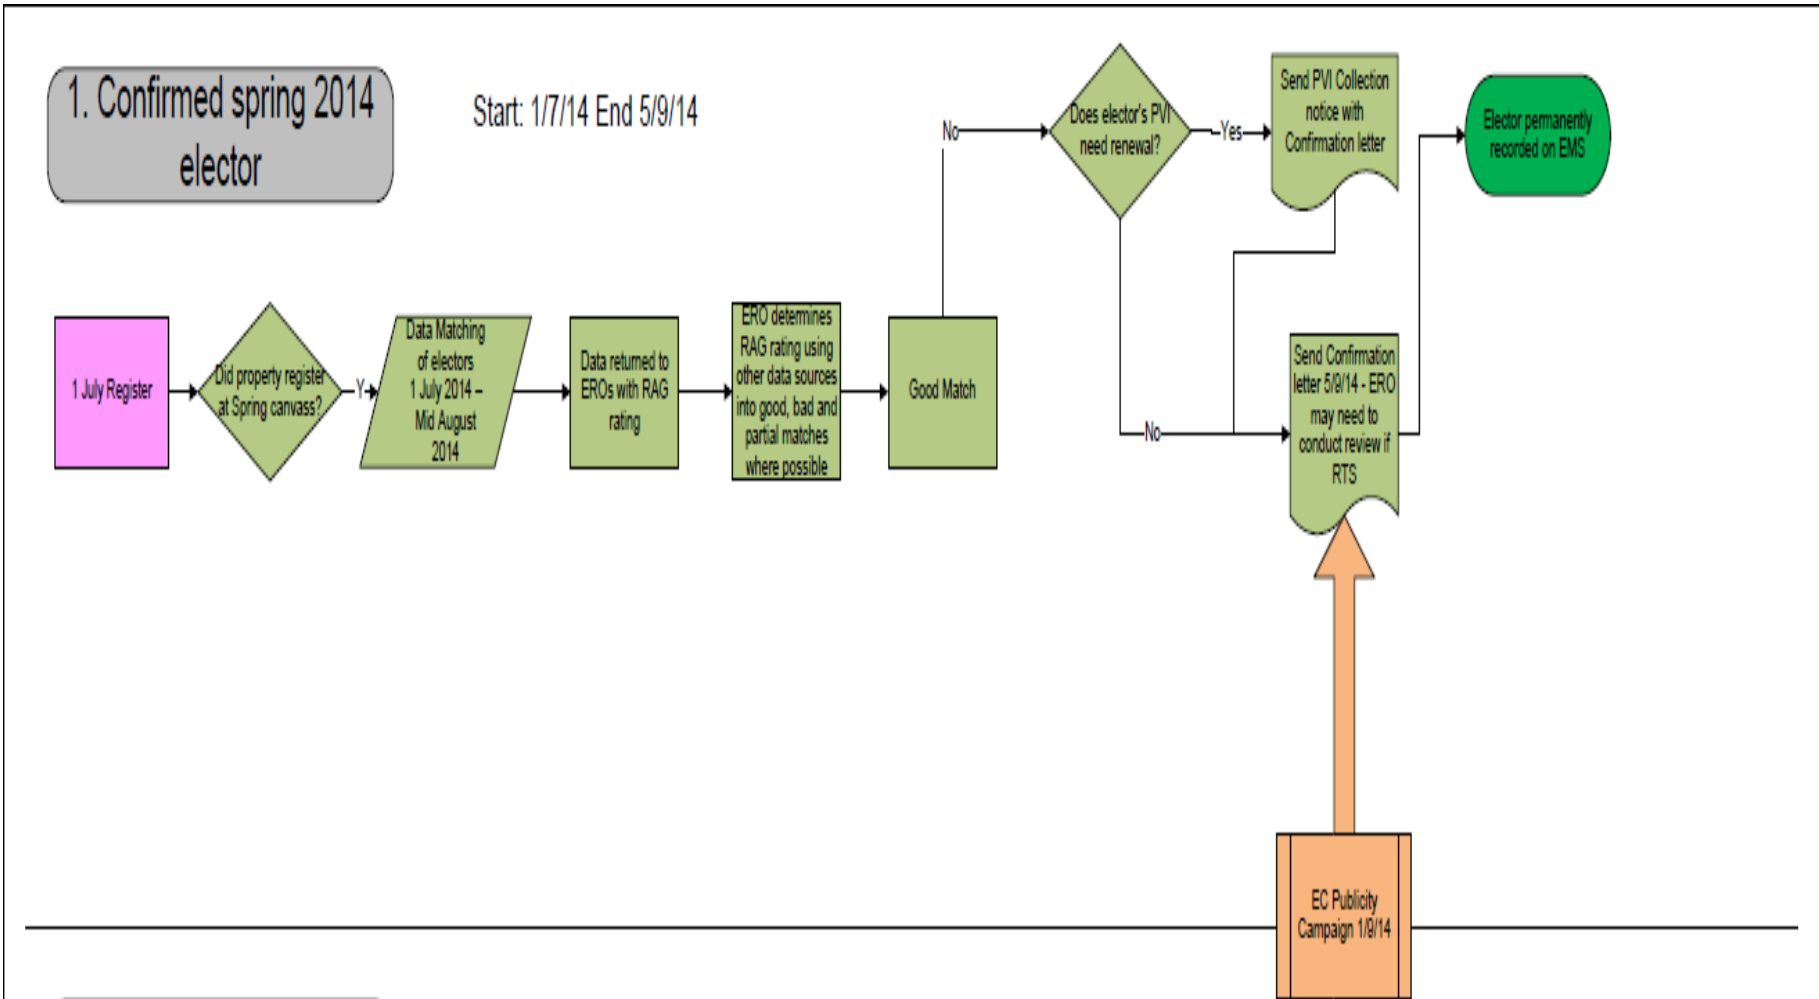 1. Confirmed spring 2014
elector
Start: 1/7/14 End 5/9/14
No
Does elector's PVI
need renewal?
Yes
Send PVI Collection
notice with
Confirmation letter
Elector permanently
recorded on EMS
1 July Register
Did property register
at Spring canvass?
Y
Data Matching
of electors
1 July 2014 –
Mid August
2014
Data returned to
EROs with RAG
rating
ERO determines
RAG rating using
other data sources
into good, bad and
partial matches
where possible
Good Match
No
Send Confirmation
letter 5/9/14 - ERO
may need to
conduct review if
RTS
EC Publicity
Campaign 1/9/14